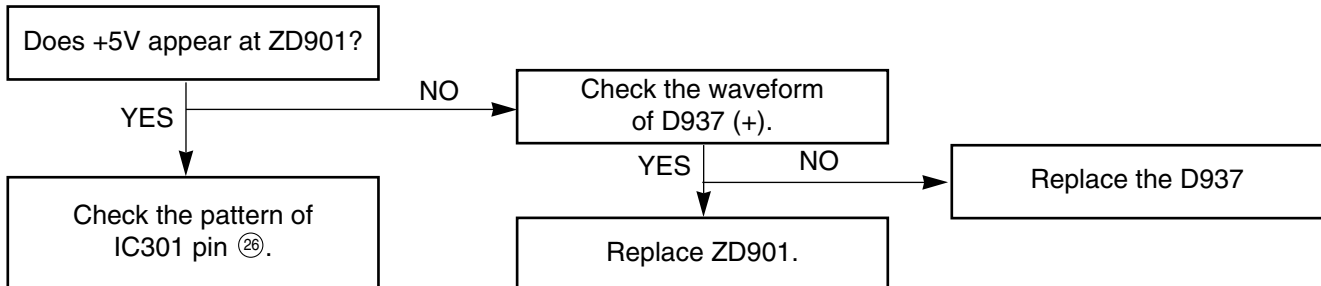 Does +5V appear at ZD901?
NO
YES
Check the waveform
of D937 (+).
YES
NO
Replace the D937
Check the pattern of
IC301 pin ㉖.
Replace ZD901.